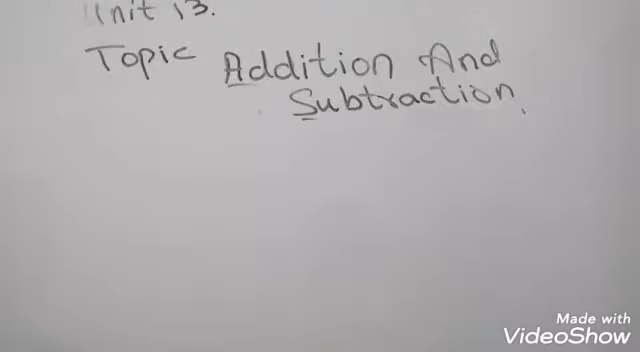 Unit 13.
Topic Addition And
Subtraction.
Made with
VideoShow